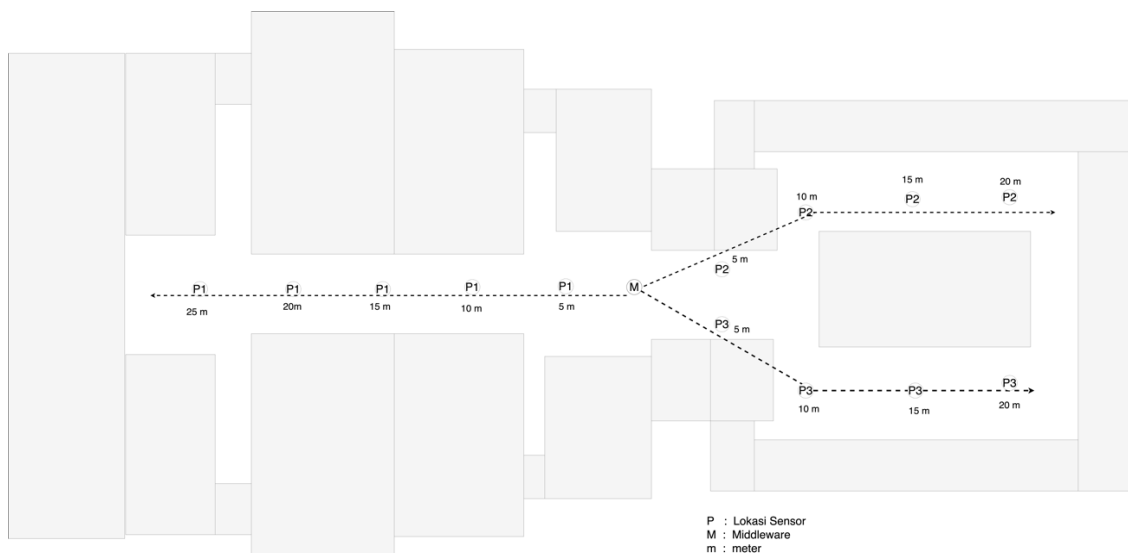 15 m
20 m
10 m
P2
P2
P2
5 m
P2
P1
P1
P1
P1
P1
M
25 m
20m
15 m
10 m
5 m
P3
5 m
P3
P3
P3
10 m
15 m
20 m
P : Lokasi Sensor
M : Middleware
m : meter